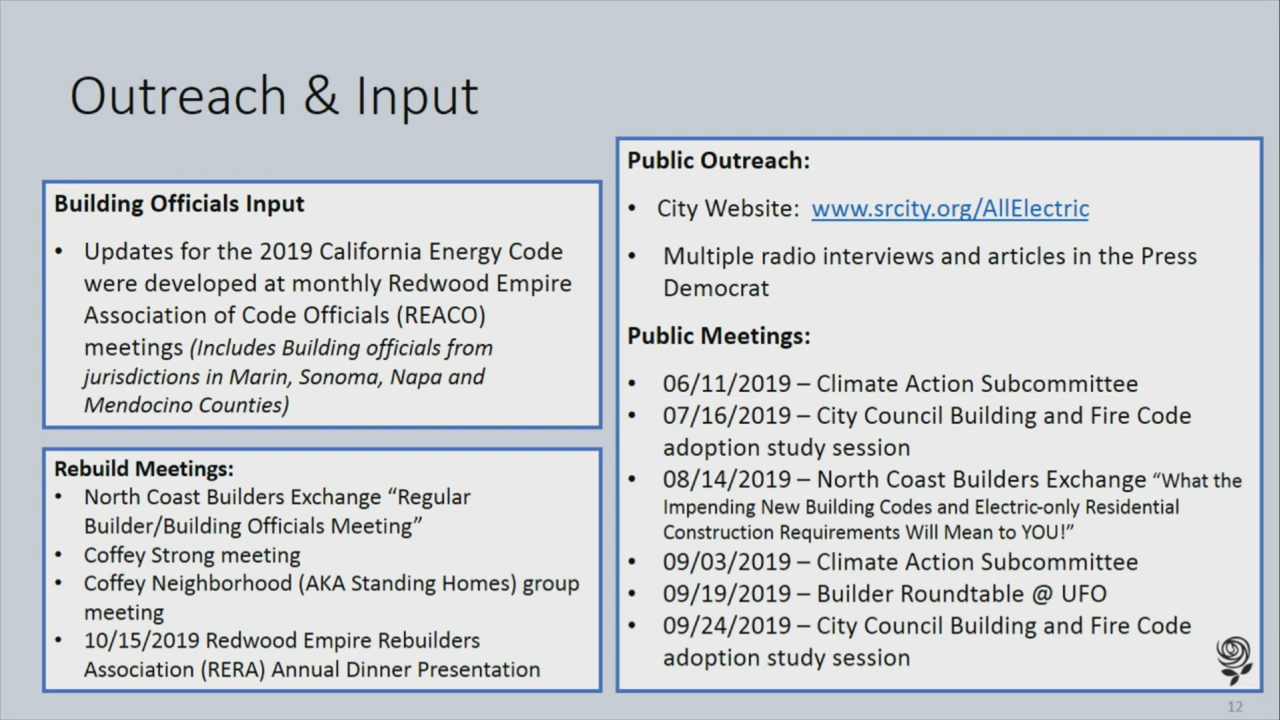 Outreach & Input
Building Officials Input
• Updates for the 2019 California Energy Code
were developed at monthly Redwood Empire
Association of Code Officials (REACO)
meetings (Includes Building officials from
jurisdictions in Marin, Sonoma, Napa and
Mendocino Counties)
Rebuild Meetings:
• North Coast Builders Exchange “Regular
Builder/Building Officials Meeting”
• Coffey Strong meeting
• Coffey Neighborhood (AKA Standing Homes) group
meeting
• 10/15/2019 Redwood Empire Rebuilders
Association (RERA) Annual Dinner Presentation
Public Outreach:
• City Website: www.srcity.org/AllElectric
• Multiple radio interviews and articles in the Press
Democrat
Public Meetings:
• 06/11/2019 – Climate Action Subcommittee
• 07/16/2019 – City Council Building and Fire Code
adoption study session
• 08/14/2019 – North Coast Builders Exchange “What the
Impending New Building Codes and Electric-only Residential
Construction Requirements Will Mean to YOU!”
• 09/03/2019 – Climate Action Subcommittee
• 09/19/2019 – Builder Roundtable @ UFO
• 09/24/2019 – City Council Building and Fire Code
adoption study session
12